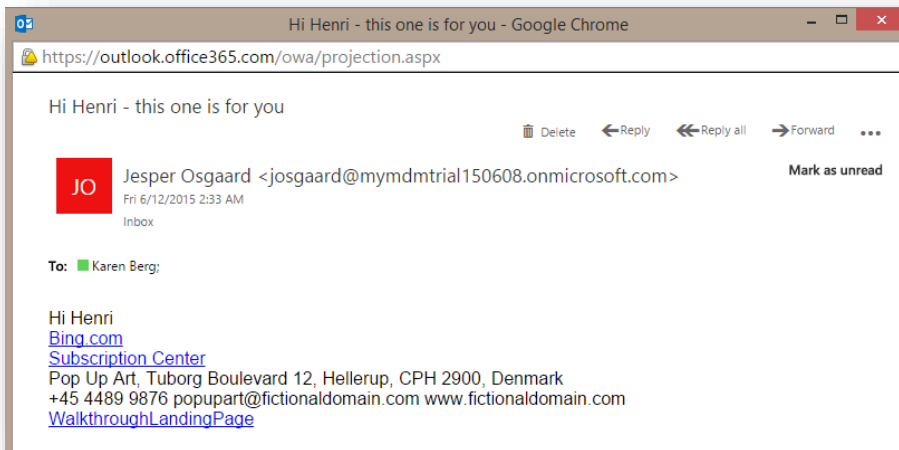 Hi Henri - this one is for you - Google Chrome
https://outlook.office365.com/owa/projection.aspx
Hi Henri - this one is for you
Delete Reply Reply all Forward ...
JO
Jesper Osgaard <josgaard@mymdmtrial150608.onmicrosoft.com>
Mark as unread
Fri 6/12/2015 2:33 AM
Inbox
To: Karen Berg;
Hi Henri
Bing.com
Subscription Center
Pop Up Art, Tuborg Boulevard 12, Hellerup, CPH 2900, Denmark
+45 4489 9876 popupart@fictionaldomain.com www.fictionaldomain.com
WalkthroughLandingPage